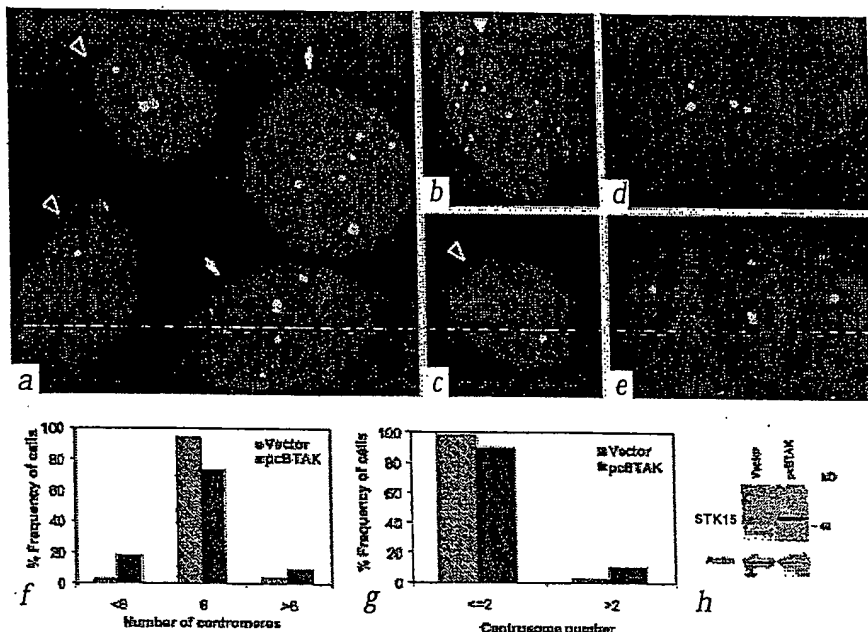 a
b
d
c
e
% Frequency of cells
100
80
60
40
20
0
Vector
pcBTAK
<6
6
>6
Number of centromeres
f
% Frequency of cells
100
80
60
40
20
0
Vector
pcBTAK
<=2
>2
Centrosome number
g
Vector
pcBTAK
kD
STK15
Actin
h